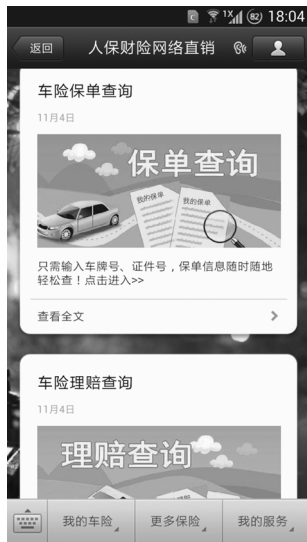 1X 82 18:04
返回 人保财险网络直销
车险保单查询
11月4日
保单查询
我的保单 我的保单
只需输入车牌号、证件号，保单信息随时随地
轻松查！点击进入>>
查看全文
车险理赔查询
11月4日
理赔查询
我的车险 更多保险 我的服务